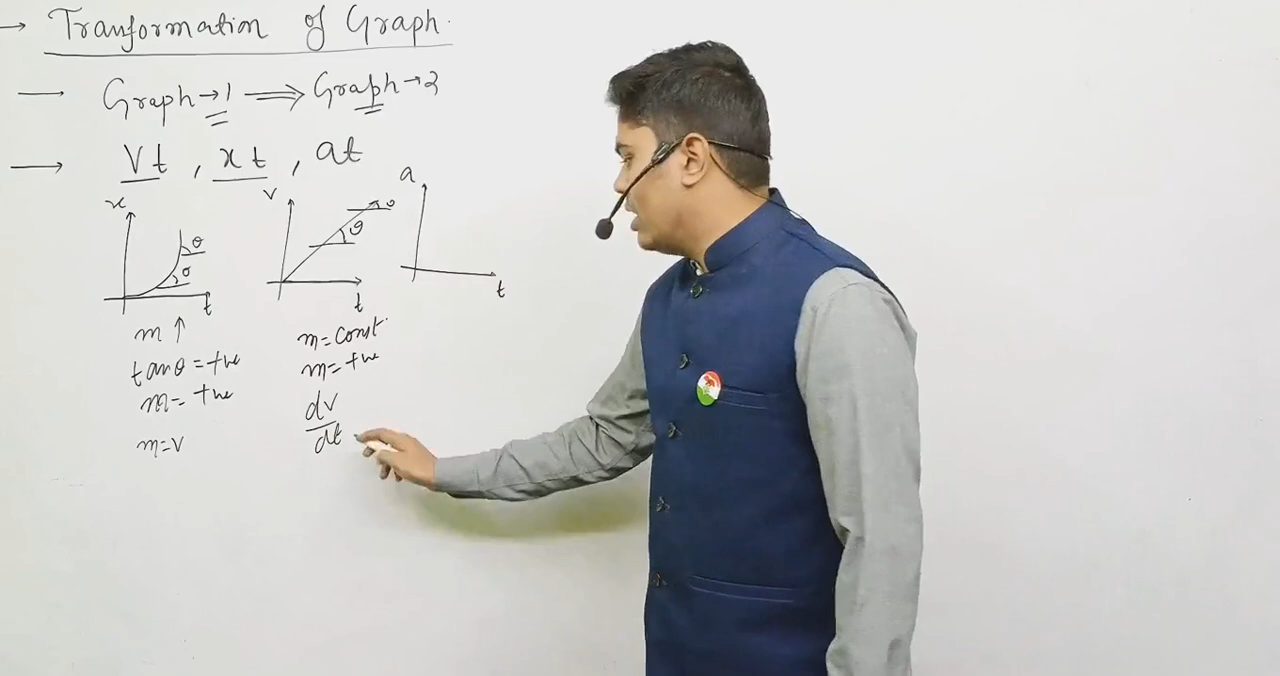 → Tranformation of Graph.
— Graph→1 ⟹ Graph→2
→ Vt, xt, at
x
θ
θ
t
v
θ
θ
t
a
t
m ↑
tanθ = +ve
m = +ve
m = v
m = const.
m = +ve
dv
dt